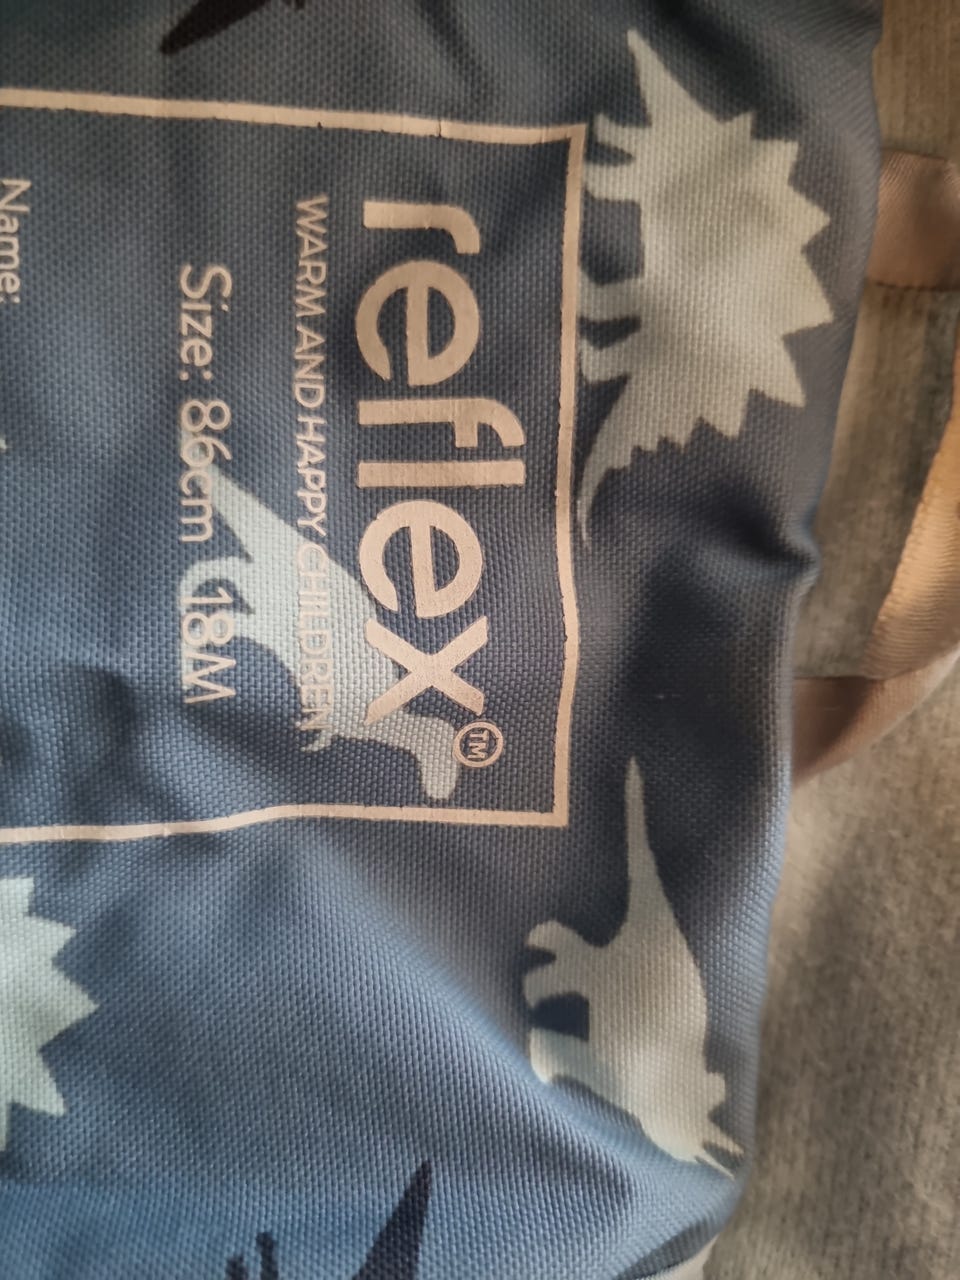 reflex™
WARM AND HAPPY CHILDREN
Size: 86cm 18M
Name: